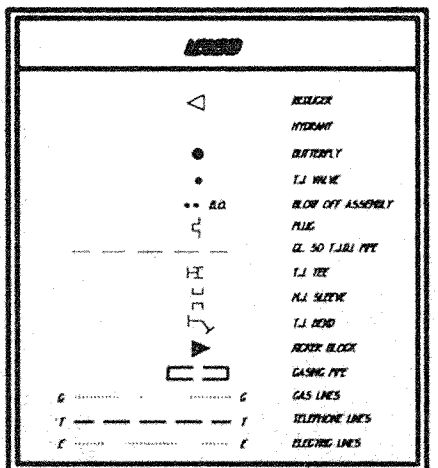 LEGEND
REDUCER
HYDRANT
BUTTERFLY
T.J. VALVE
B.O. BLOW OFF ASSEMBLY
PLUG
CL. 50 T.J.D.I. PIPE
T.J. TEE
M.J. SLEEVE
T.J. BEND
KICKER BLOCK
CASING PIPE
G G GAS LINES
T T TELEPHONE LINES
E E ELECTRIC LINES